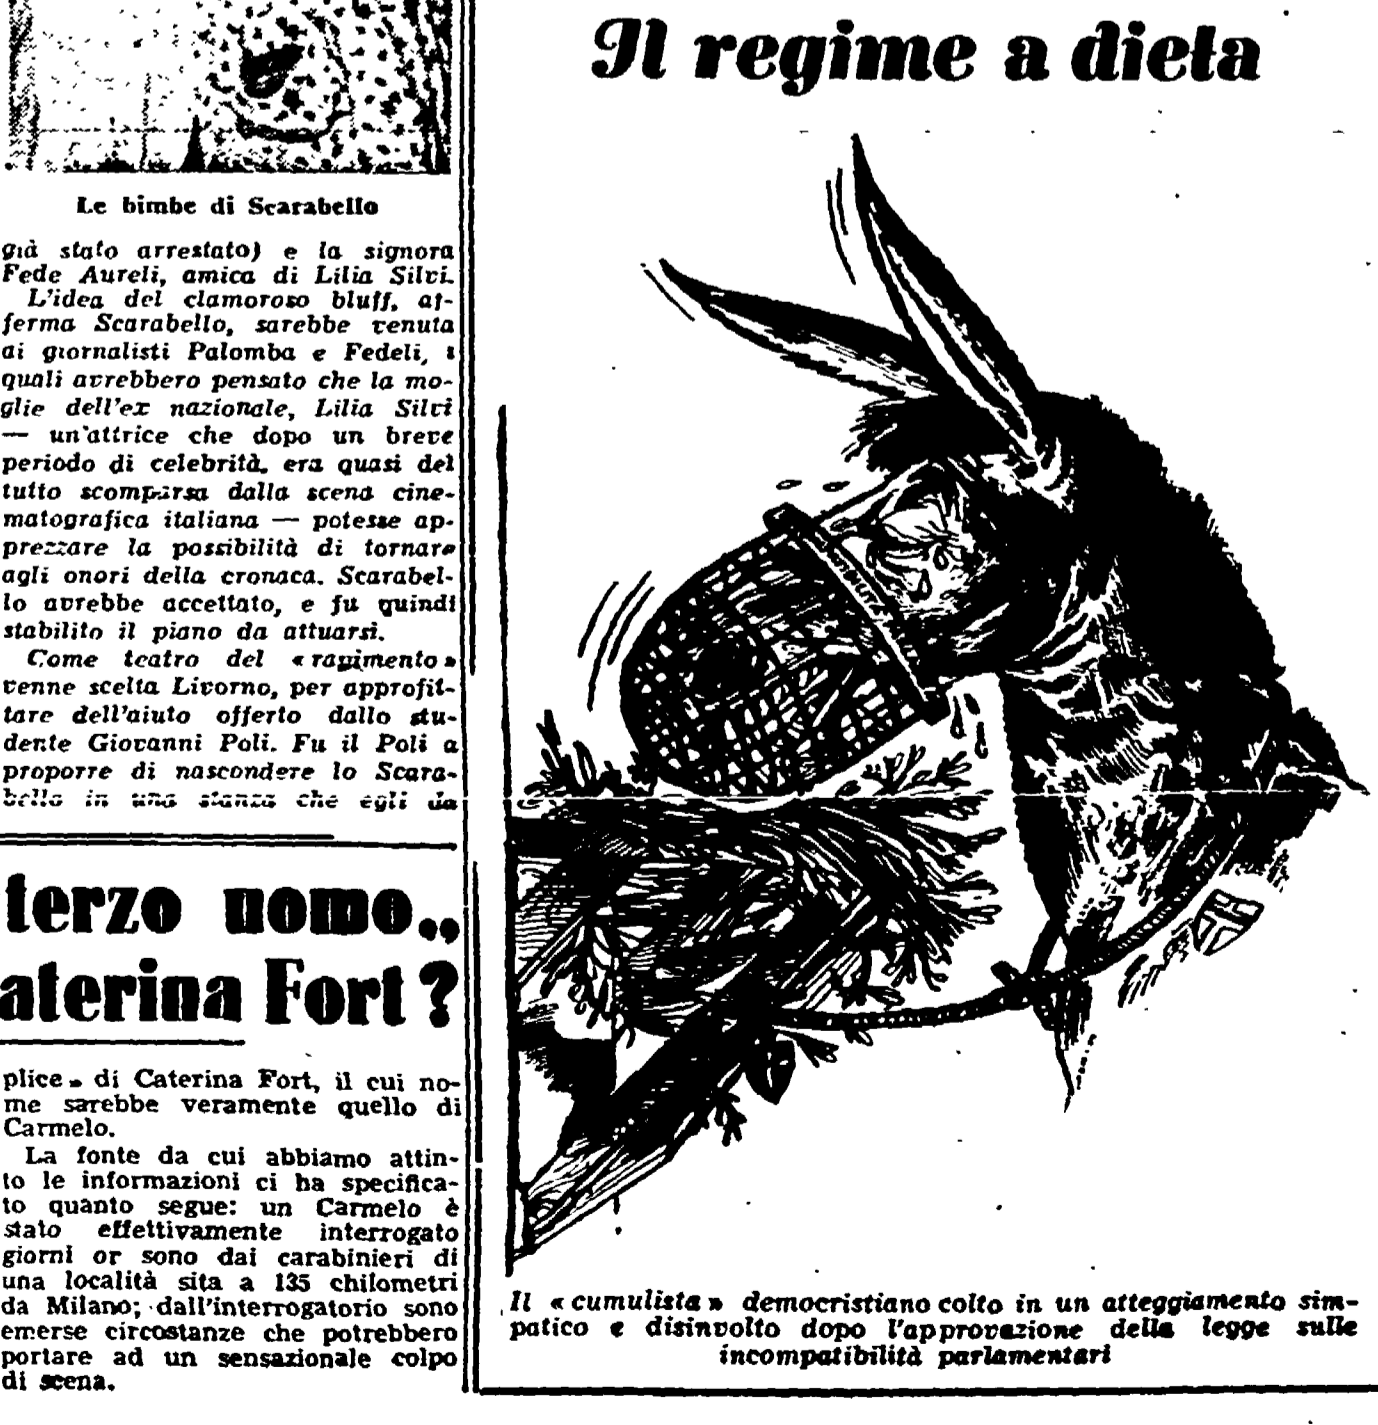 Le bimbe di Scarabello
già stato arrestato) e la signora
Fede Aureli, amica di Lilia Silvi.
L'idea del clamoroso bluff, af-
ferma Scarabello, sarebbe venuta
ai giornalisti Palomba e Fedeli, i
quali avrebbero pensato che la mo-
glie dell'ex nazionale, Lilia Silvi
— un'attrice che dopo un breve
periodo di celebrità, era quasi del
tutto scomparsa dalla scena cine-
matografica italiana — potesse ap-
prezzare la possibilità di tornare
agli onori della cronaca. Scarabel-
lo avrebbe accettato, e fu quindi
stabilito il piano da attuarsi.
Come teatro del «rapimento»
venne scelta Livorno, per approfit-
tare dell'aiuto offerto dallo stu-
dente Giovanni Poli. Fu il Poli a
proporre di nascondere lo Scara-
bello in una stanza che egli da
terzo uomo„
aterina Fort?
plice» di Caterina Fort, il cui no-
me sarebbe veramente quello di
Carmelo.
La fonte da cui abbiamo attin-
to le informazioni ci ha specifica-
to quanto segue: un Carmelo è
stato effettivamente interrogato
giorni or sono dai carabinieri di
una località sita a 135 chilometri
da Milano; dall'interrogatorio sono
emerse circostanze che potrebbero
portare ad un sensazionale colpo
di scena.
Il regime a dieta
Il «cumulista» democristiano colto in un atteggiamento sim-
patico e disinvolto dopo l'approvazione della legge sulle
incompatibilità parlamentari